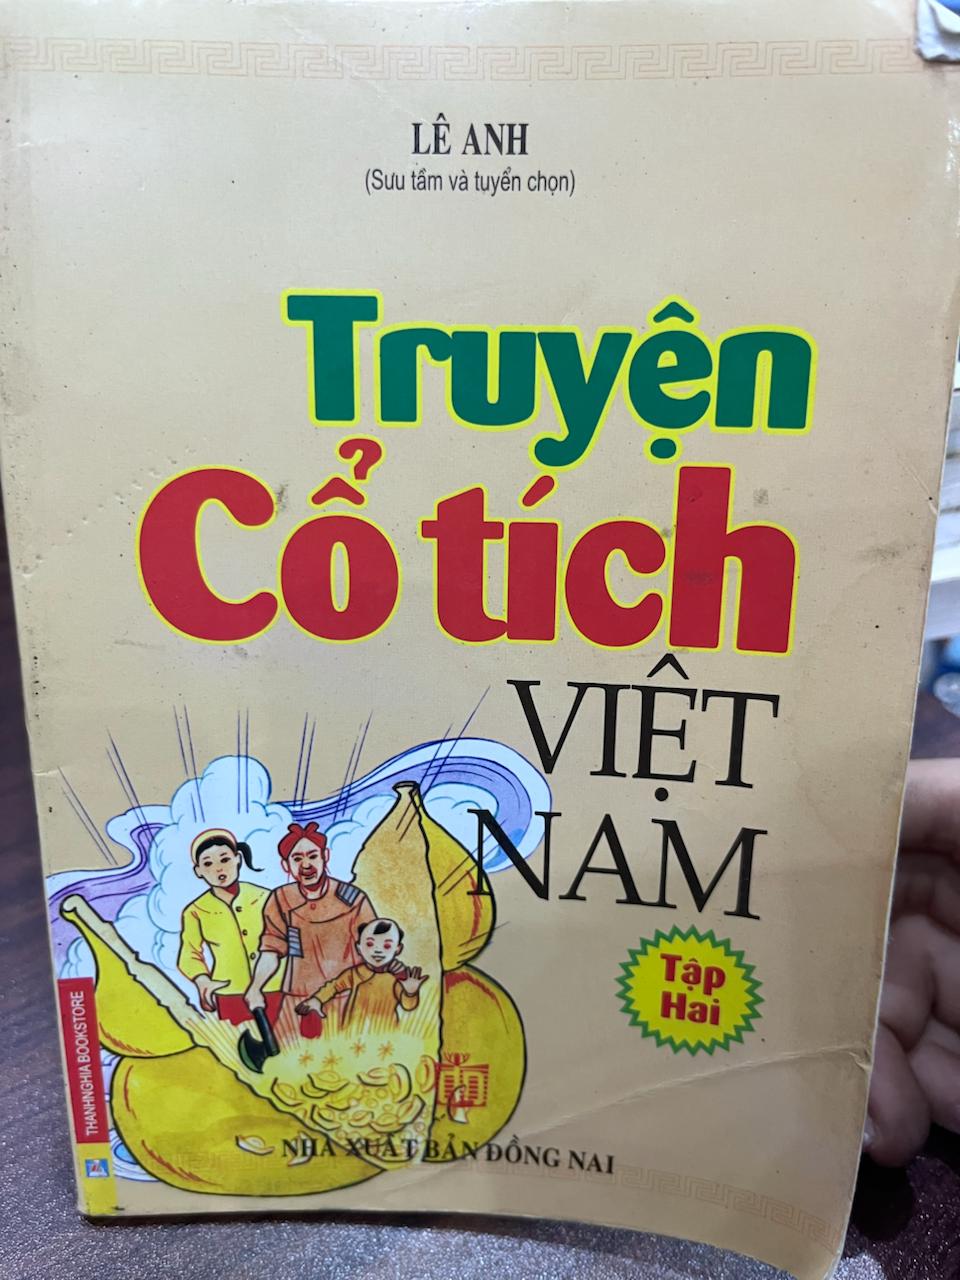 LÊ ANH
(Sưu tầm và tuyển chọn)
Truyện
Cổ tích
VIỆT
NAM
Tập
Hai
THANHNGHIA BOOKSTORE
NHÀ XUẤT BẢN ĐỒNG NAI